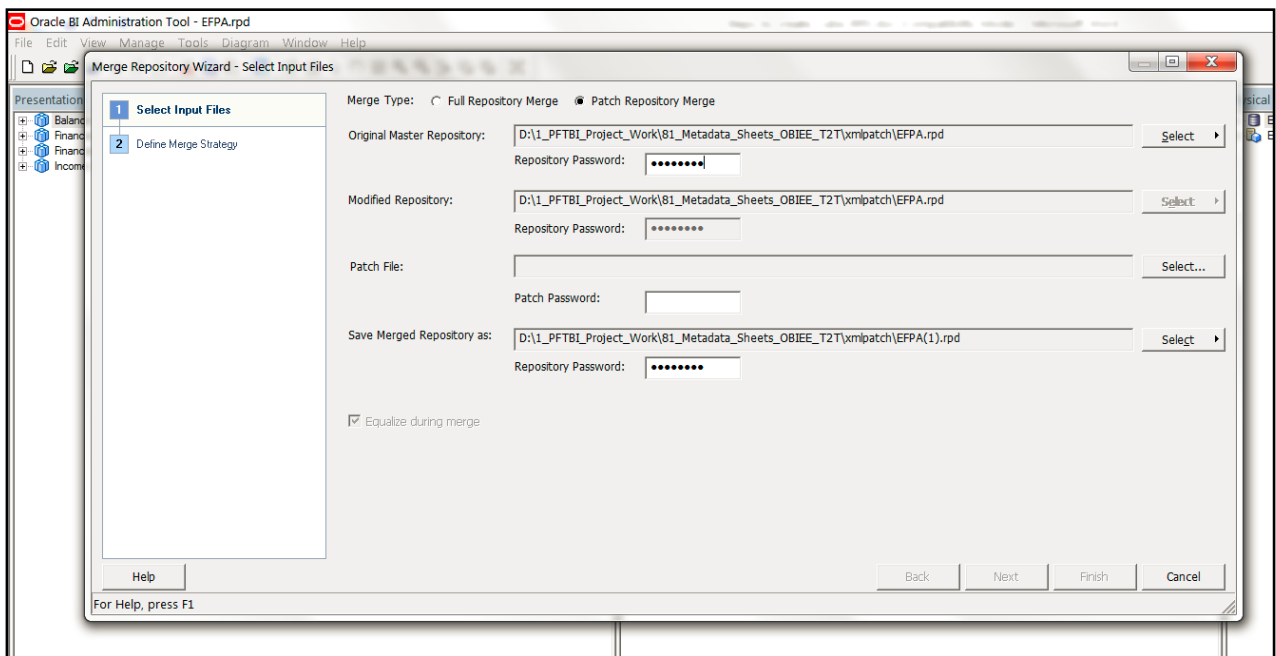 Oracle BI Administration Tool - EFPA.rpd
File Edit View Manage Tools Diagram Window Help
Merge Repository Wizard - Select Input Files
Presentation
Balanc
Financ
Financ
Income
1 Select Input Files
2 Define Merge Strategy
Merge Type: Full Repository Merge Patch Repository Merge
Original Master Repository: D:\1_PFTBI_Project_Work\81_Metadata_Sheets_OBIEE_T2T\xmlpatch\EFPA.rpd Select
Repository Password: ••••••••
Modified Repository: D:\1_PFTBI_Project_Work\81_Metadata_Sheets_OBIEE_T2T\xmlpatch\EFPA.rpd Select
Repository Password: ••••••••
Patch File: Select...
Patch Password:
Save Merged Repository as: D:\1_PFTBI_Project_Work\81_Metadata_Sheets_OBIEE_T2T\xmlpatch\EFPA(1).rpd Select
Repository Password: ••••••••
Equalize during merge
Help Back Next Finish Cancel
For Help, press F1
ysical
E
E